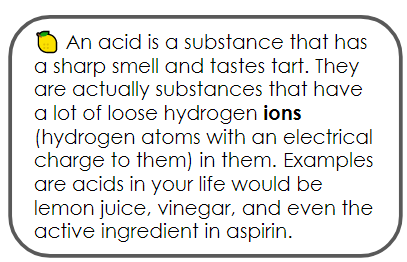 An acid is a substance that has
a sharp smell and tastes tart. They
are actually substances that have
a lot of loose hydrogen ions
(hydrogen atoms with an electrical
charge to them) in them. Examples
are acids in your life would be
lemon juice, vinegar, and even the
active ingredient in aspirin.